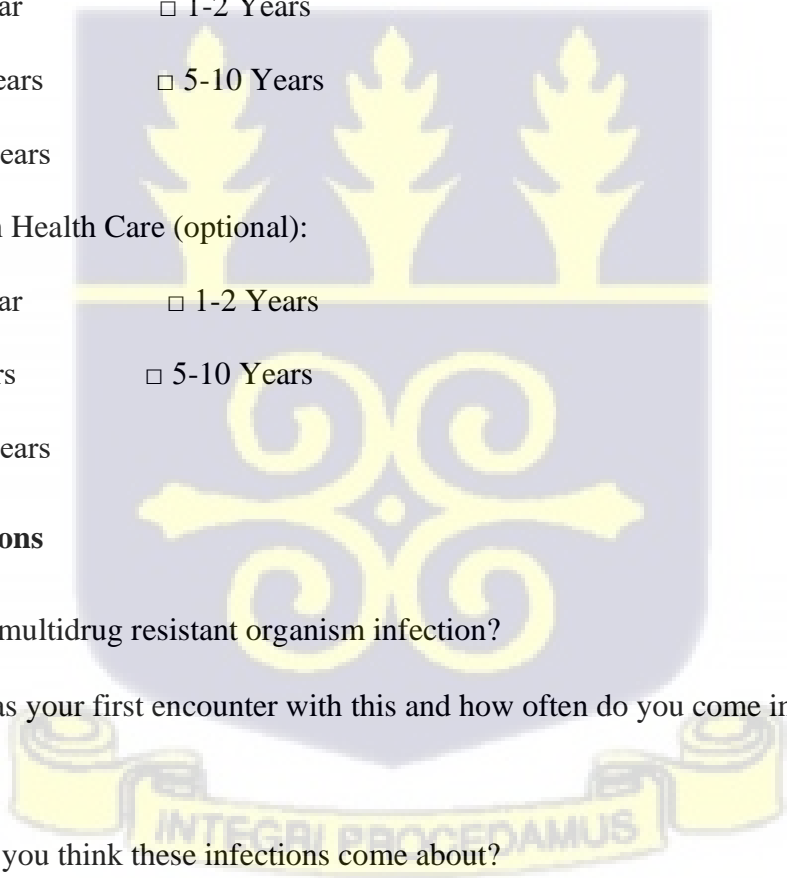 ar □ 1-2 Years
ears □ 5-10 Years
ears
n Health Care (optional):
ar □ 1-2 Years
rs □ 5-10 Years
ears
ons
multidrug resistant organism infection?
as your first encounter with this and how often do you come in
INTEGRI PROCEDAMUS
you think these infections come about?